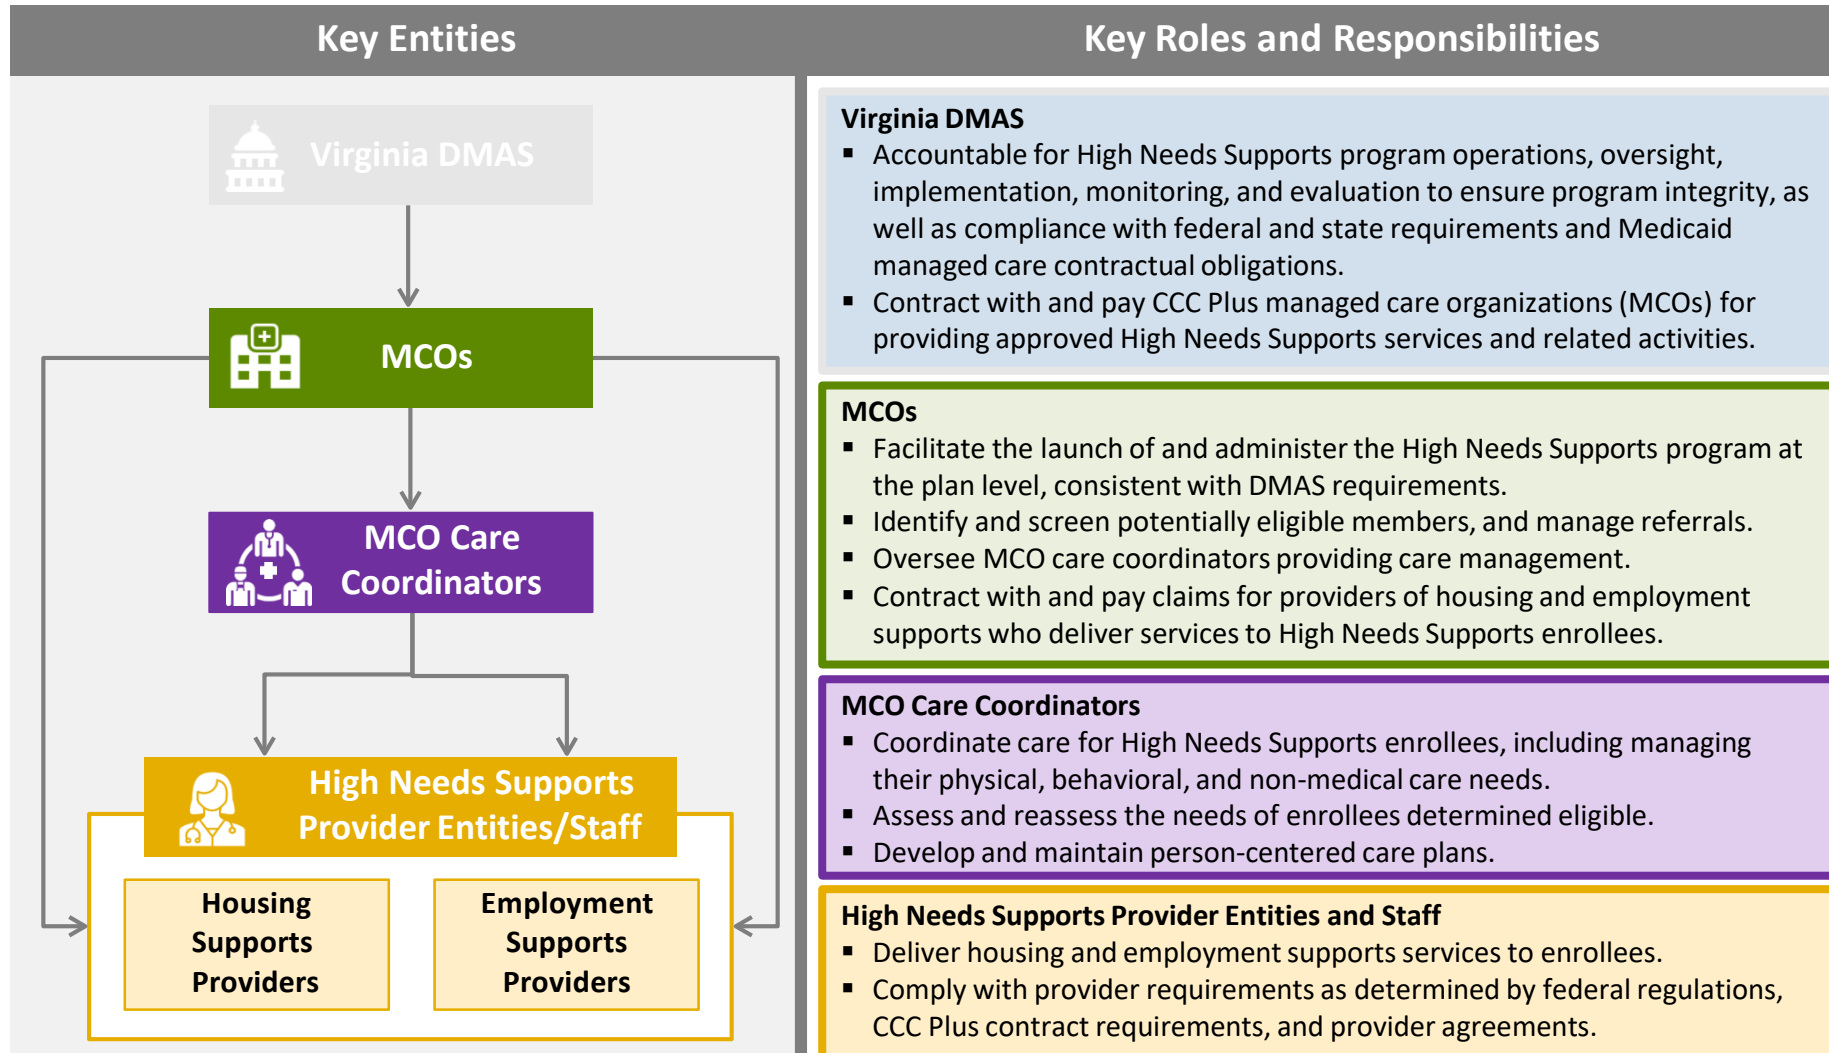 Key Entities
Key Roles and Responsibilities
Virginia DMAS
MCOs
MCO Care
Coordinators
High Needs Supports
Provider Entities/Staff
Housing
Supports
Providers
Employment
Supports
Providers
Virginia DMAS
▪ Accountable for High Needs Supports program operations, oversight,
implementation, monitoring, and evaluation to ensure program integrity, as
well as compliance with federal and state requirements and Medicaid
managed care contractual obligations.
▪ Contract with and pay CCC Plus managed care organizations (MCOs) for
providing approved High Needs Supports services and related activities.
MCOs
▪ Facilitate the launch of and administer the High Needs Supports program at
the plan level, consistent with DMAS requirements.
▪ Identify and screen potentially eligible members, and manage referrals.
▪ Oversee MCO care coordinators providing care management.
▪ Contract with and pay claims for providers of housing and employment
supports who deliver services to High Needs Supports enrollees.
MCO Care Coordinators
▪ Coordinate care for High Needs Supports enrollees, including managing
their physical, behavioral, and non-medical care needs.
▪ Assess and reassess the needs of enrollees determined eligible.
▪ Develop and maintain person-centered care plans.
High Needs Supports Provider Entities and Staff
▪ Deliver housing and employment supports services to enrollees.
▪ Comply with provider requirements as determined by federal regulations,
CCC Plus contract requirements, and provider agreements.